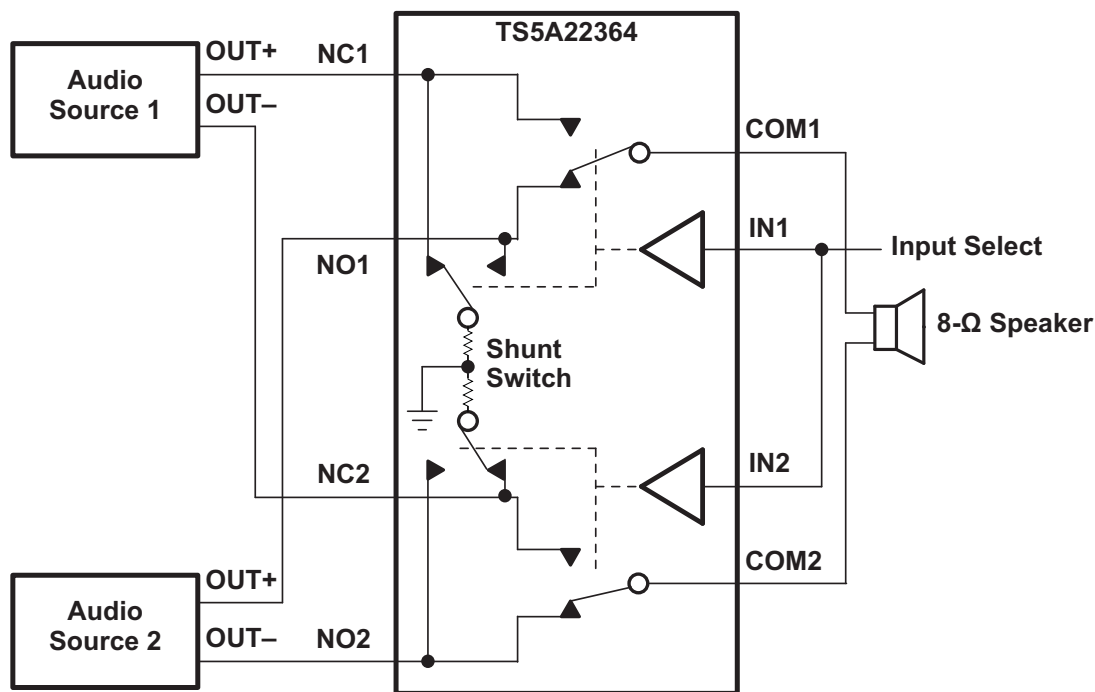 TS5A22364
Audio
Source 1
OUT+
OUT–
NC1
COM1
IN1
Input Select
NO1
8-Ω Speaker
Shunt
Switch
NC2
IN2
COM2
Audio
Source 2
OUT+
OUT–
NO2